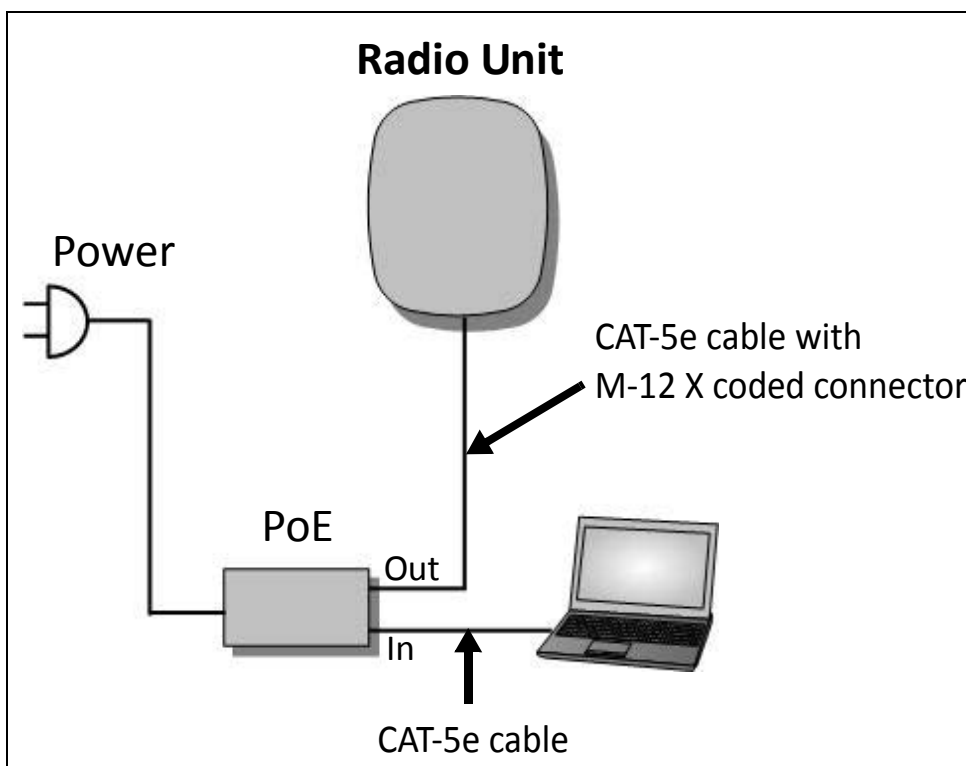 Radio Unit
Power
CAT-5e cable with
M-12 X coded connector
PoE
Out
In
CAT-5e cable